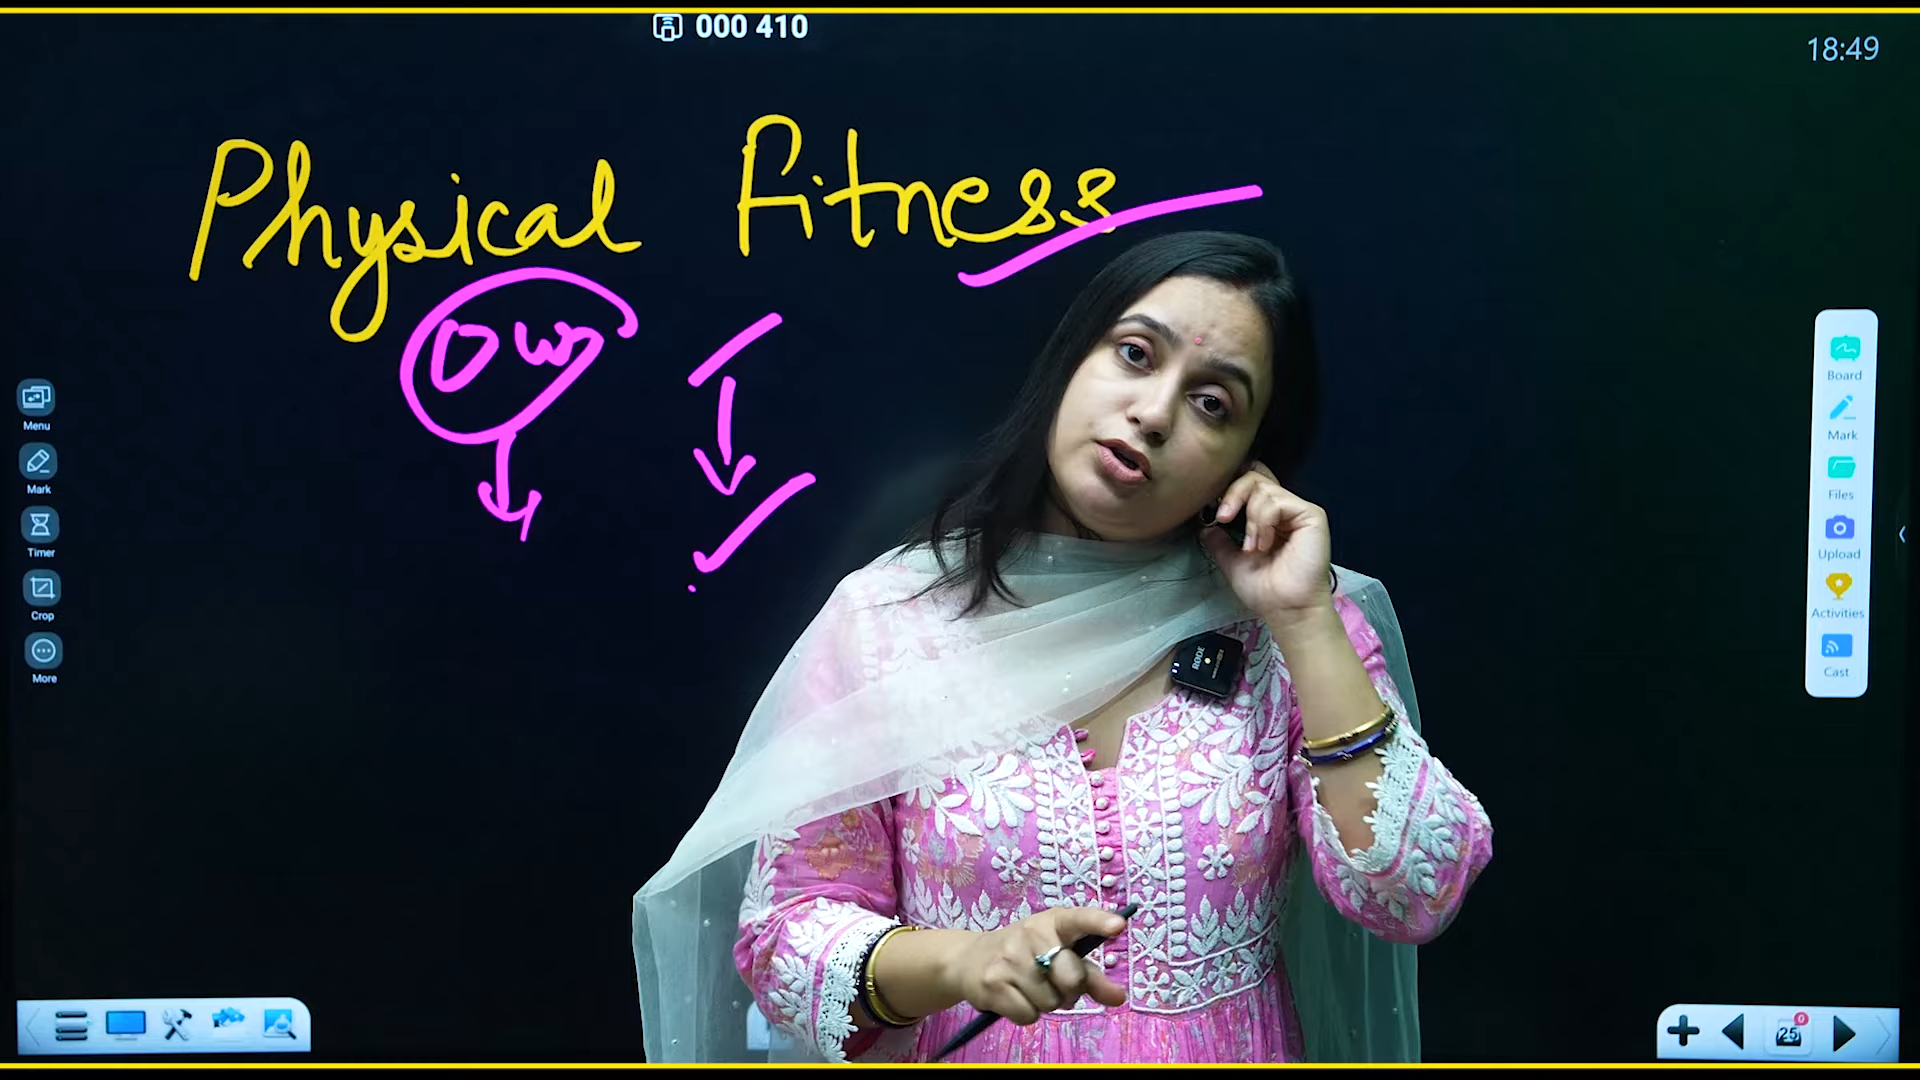 000 410
18:49
Physical Fitness
Menu
Mark
Timer
Crop
More
Board
Mark
Files
Upload
Activities
Cast
RODE
25
0